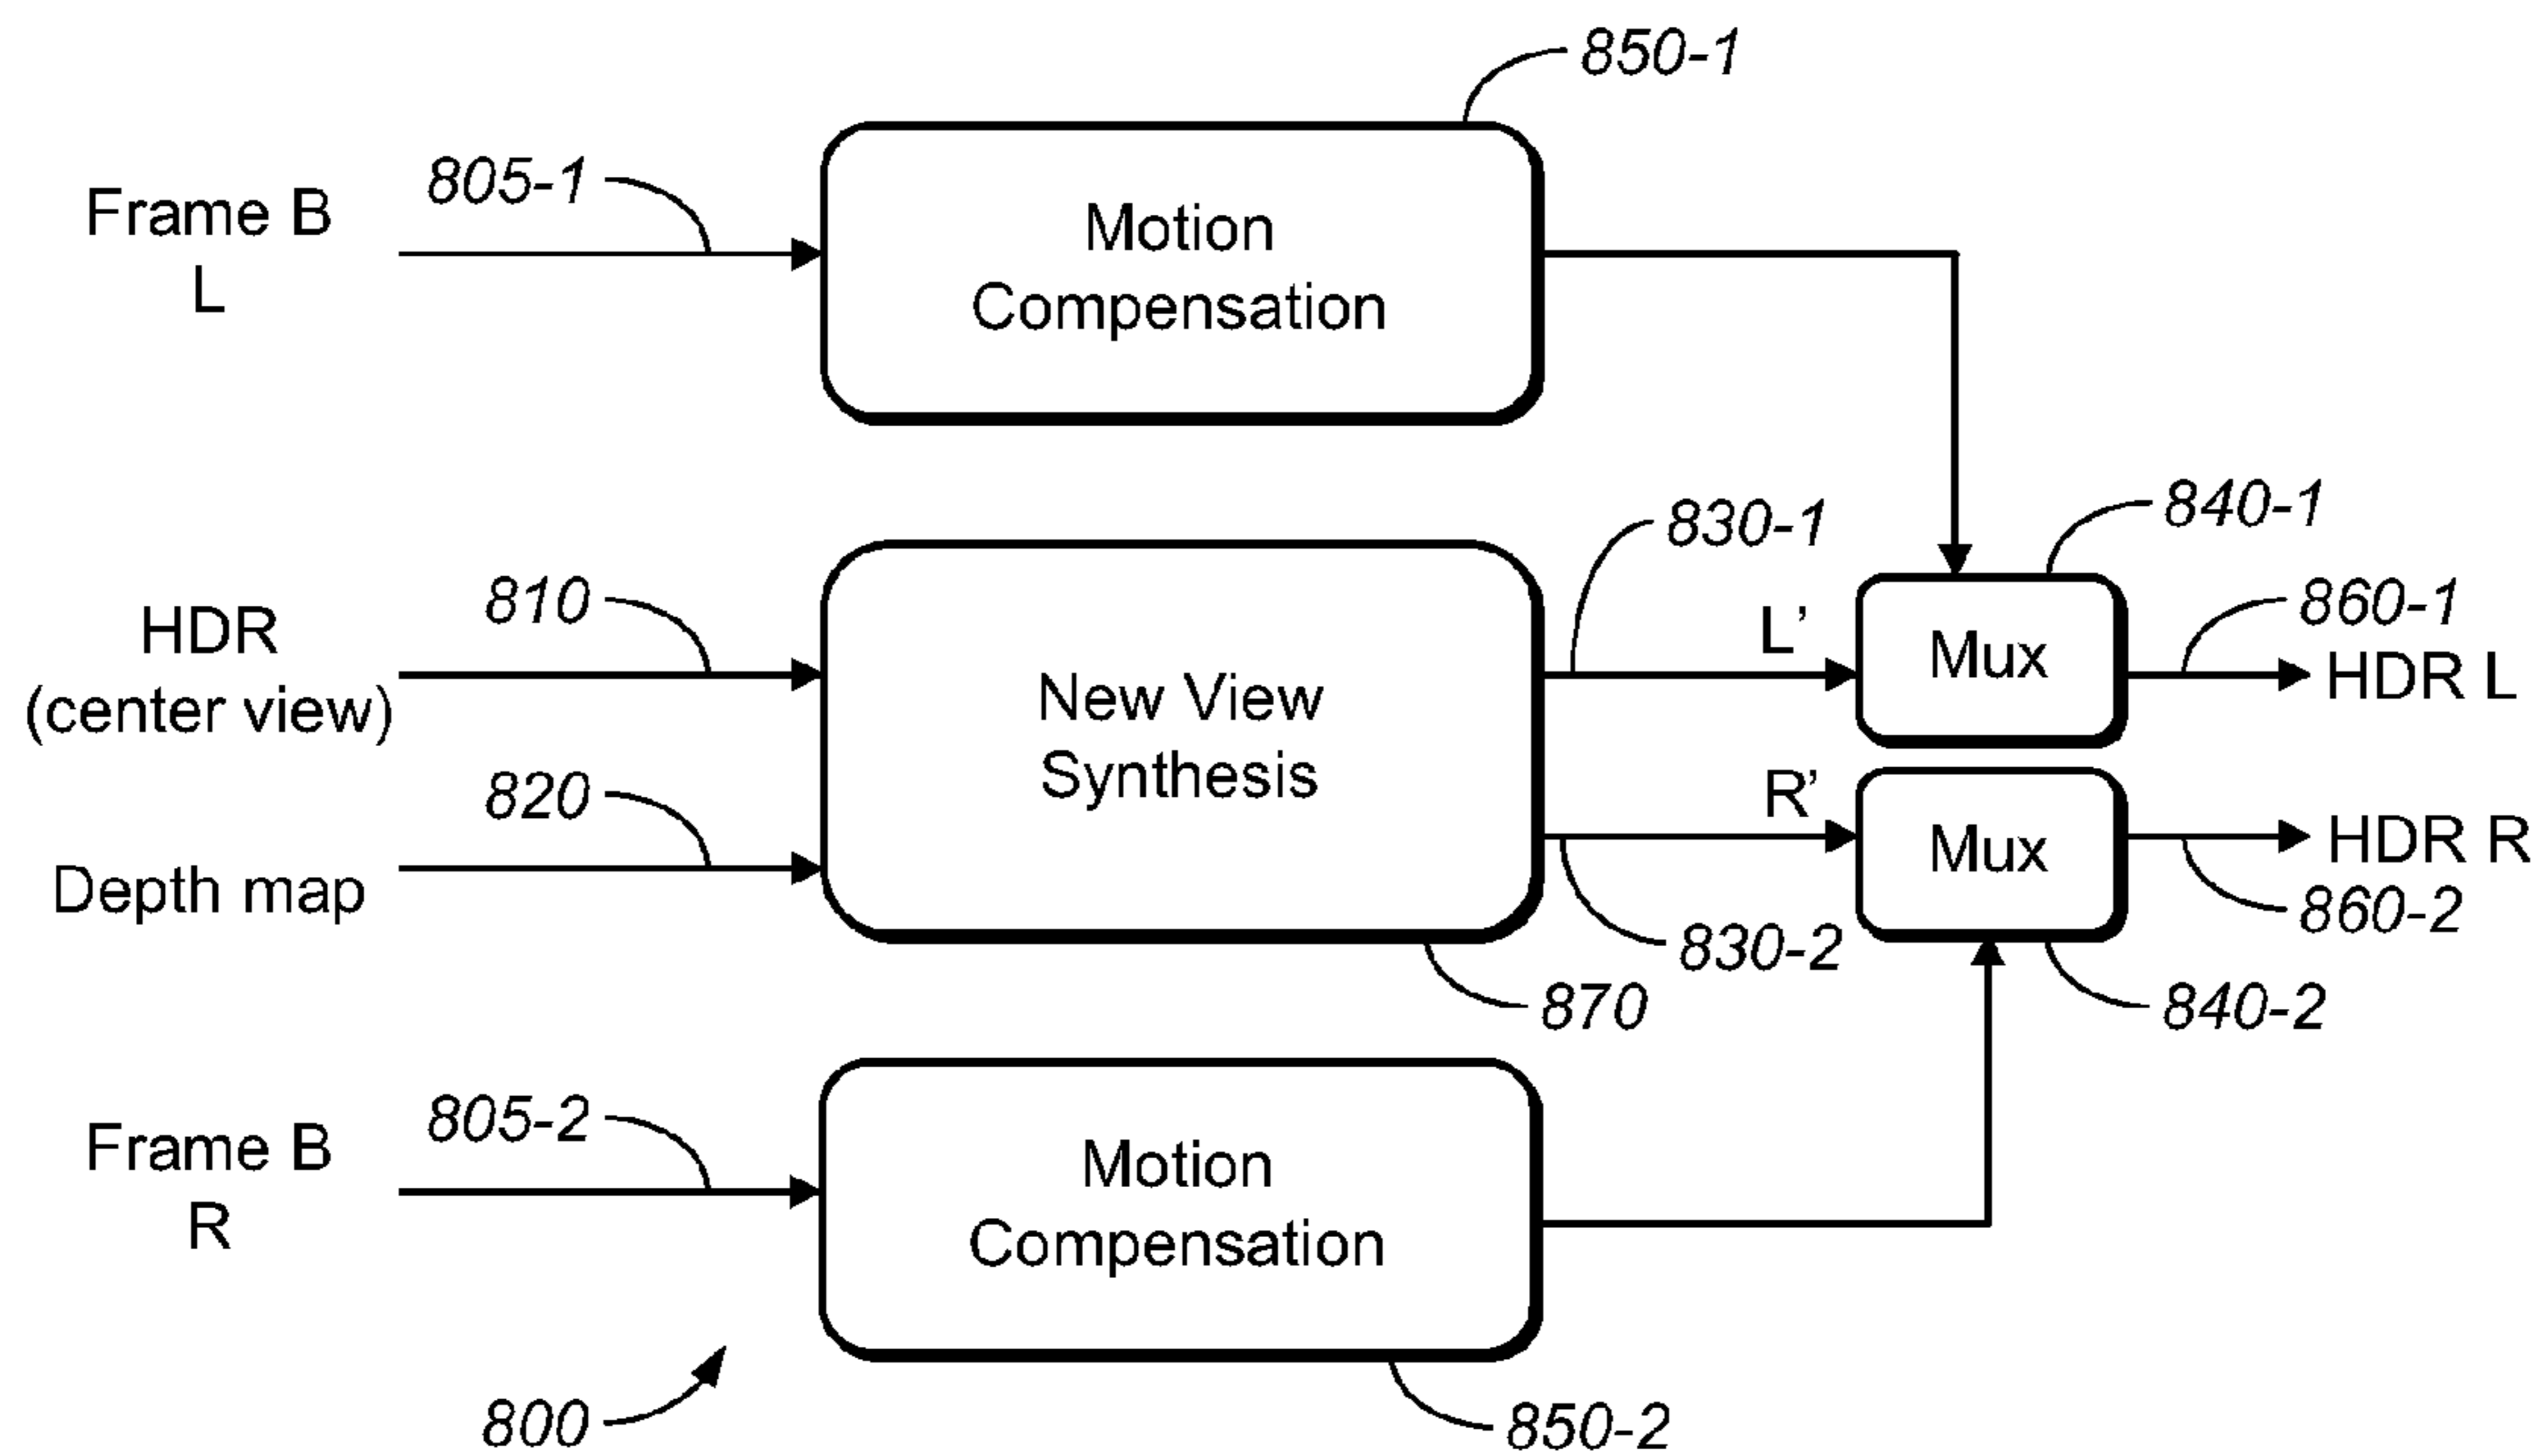 850-1
805-1
Frame B
L
Motion
Compensation
840-1
830-1
810
860-1
HDR
(center view)
L’
Mux
HDR L
New View
Synthesis
820
R’
Mux
HDR R
Depth map
860-2
830-2
870
840-2
805-2
Frame B
R
Motion
Compensation
800
850-2